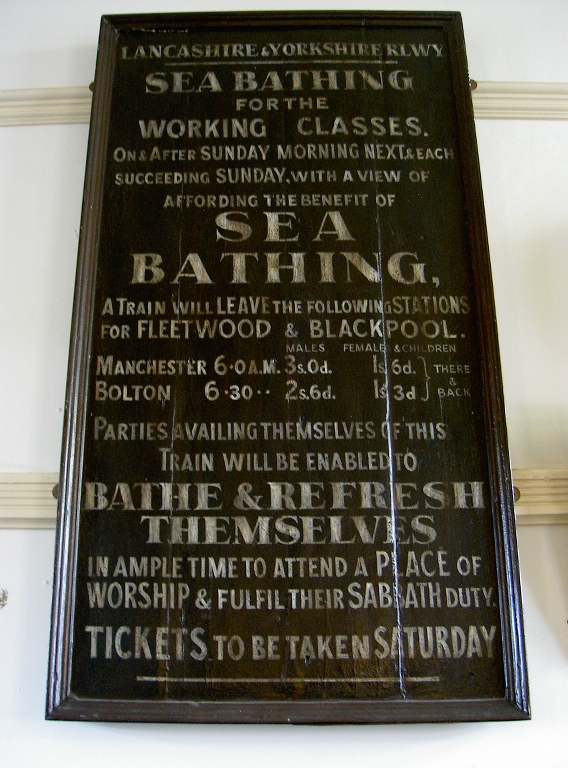 LANCASHIRE & YORKSHIRE RLWY
SEA BATHING
FOR THE
WORKING CLASSES.
ON & AFTER SUNDAY MORNING NEXT, & EACH
SUCCEEDING SUNDAY, WITH A VIEW OF
AFFORDING THE BENEFIT OF
SEA
BATHING,
A TRAIN WILL LEAVE THE FOLLOWING STATIONS
FOR FLEETWOOD & BLACKPOOL.
MALES FEMALES & CHILDREN
MANCHESTER 6·0 A.M. 3s.0d. 1s 6d. } THERE
&
BOLTON 6·30·· 2s.6d. 1s 3d } BACK
PARTIES AVAILING THEMSELVES OF THIS
TRAIN WILL BE ENABLED TO
BATHE & REFRESH
THEMSELVES
IN AMPLE TIME TO ATTEND A PLACE OF
WORSHIP & FULFIL THEIR SABBATH DUTY.
TICKETS TO BE TAKEN SATURDAY